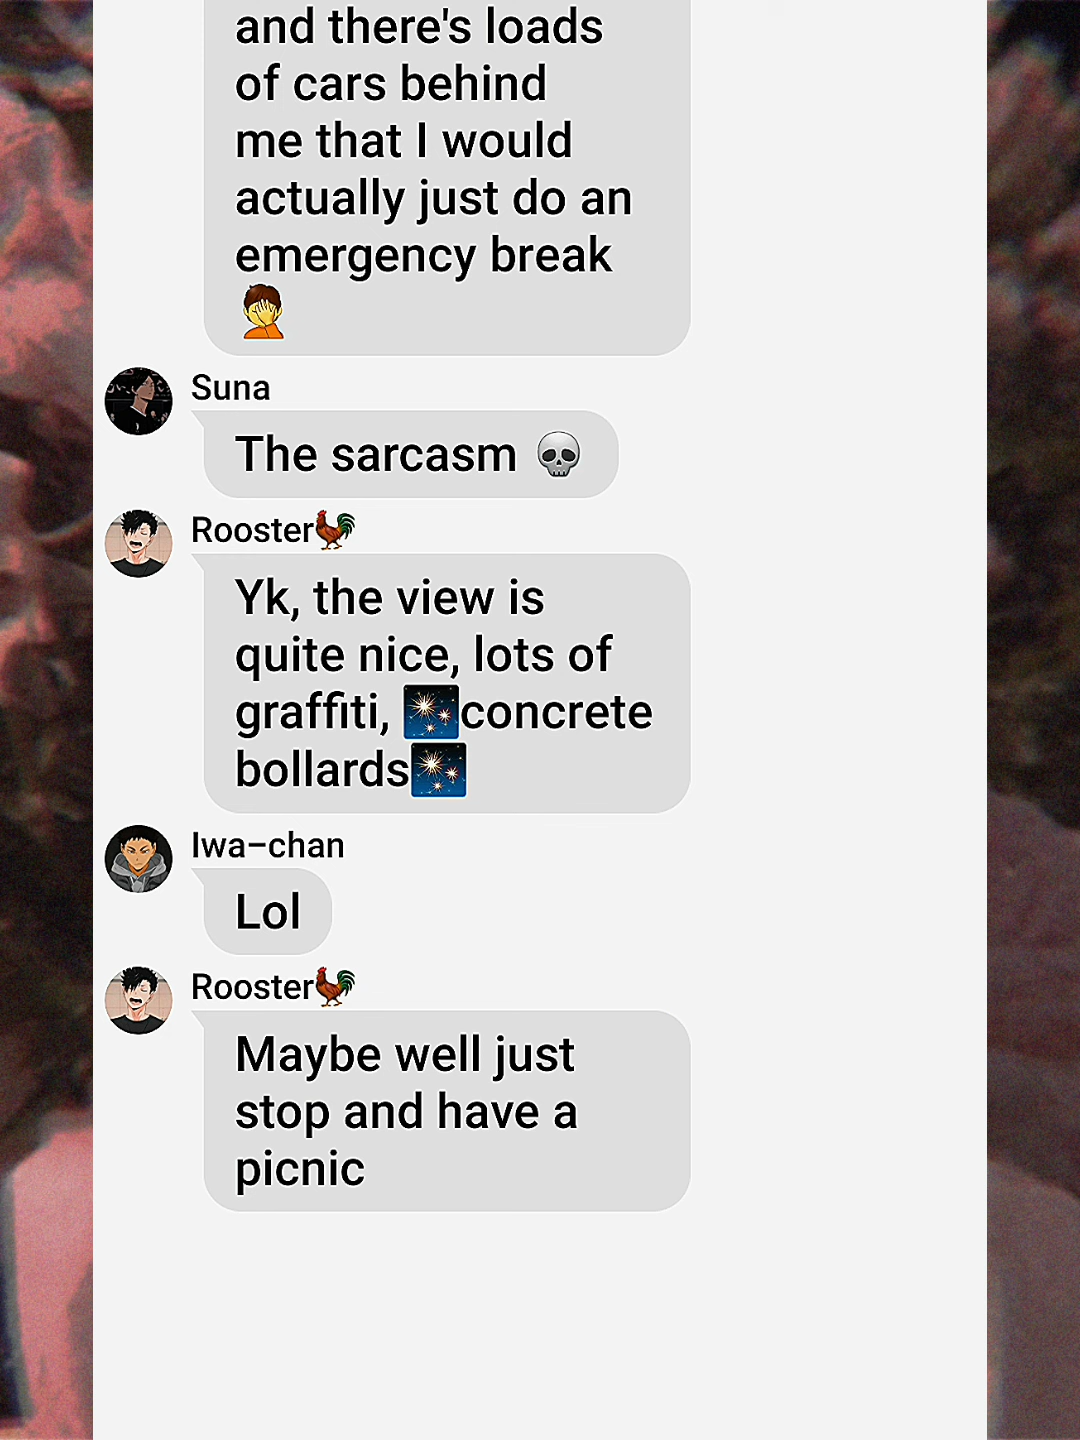 and there's loads
of cars behind
me that I would
actually just do an
emergency break
🤦
Suna
The sarcasm 💀
Rooster🐓
Yk, the view is
quite nice, lots of
graffiti, 🎇concrete
bollards🎇
Iwa-chan
Lol
Rooster🐓
Maybe well just
stop and have a
picnic